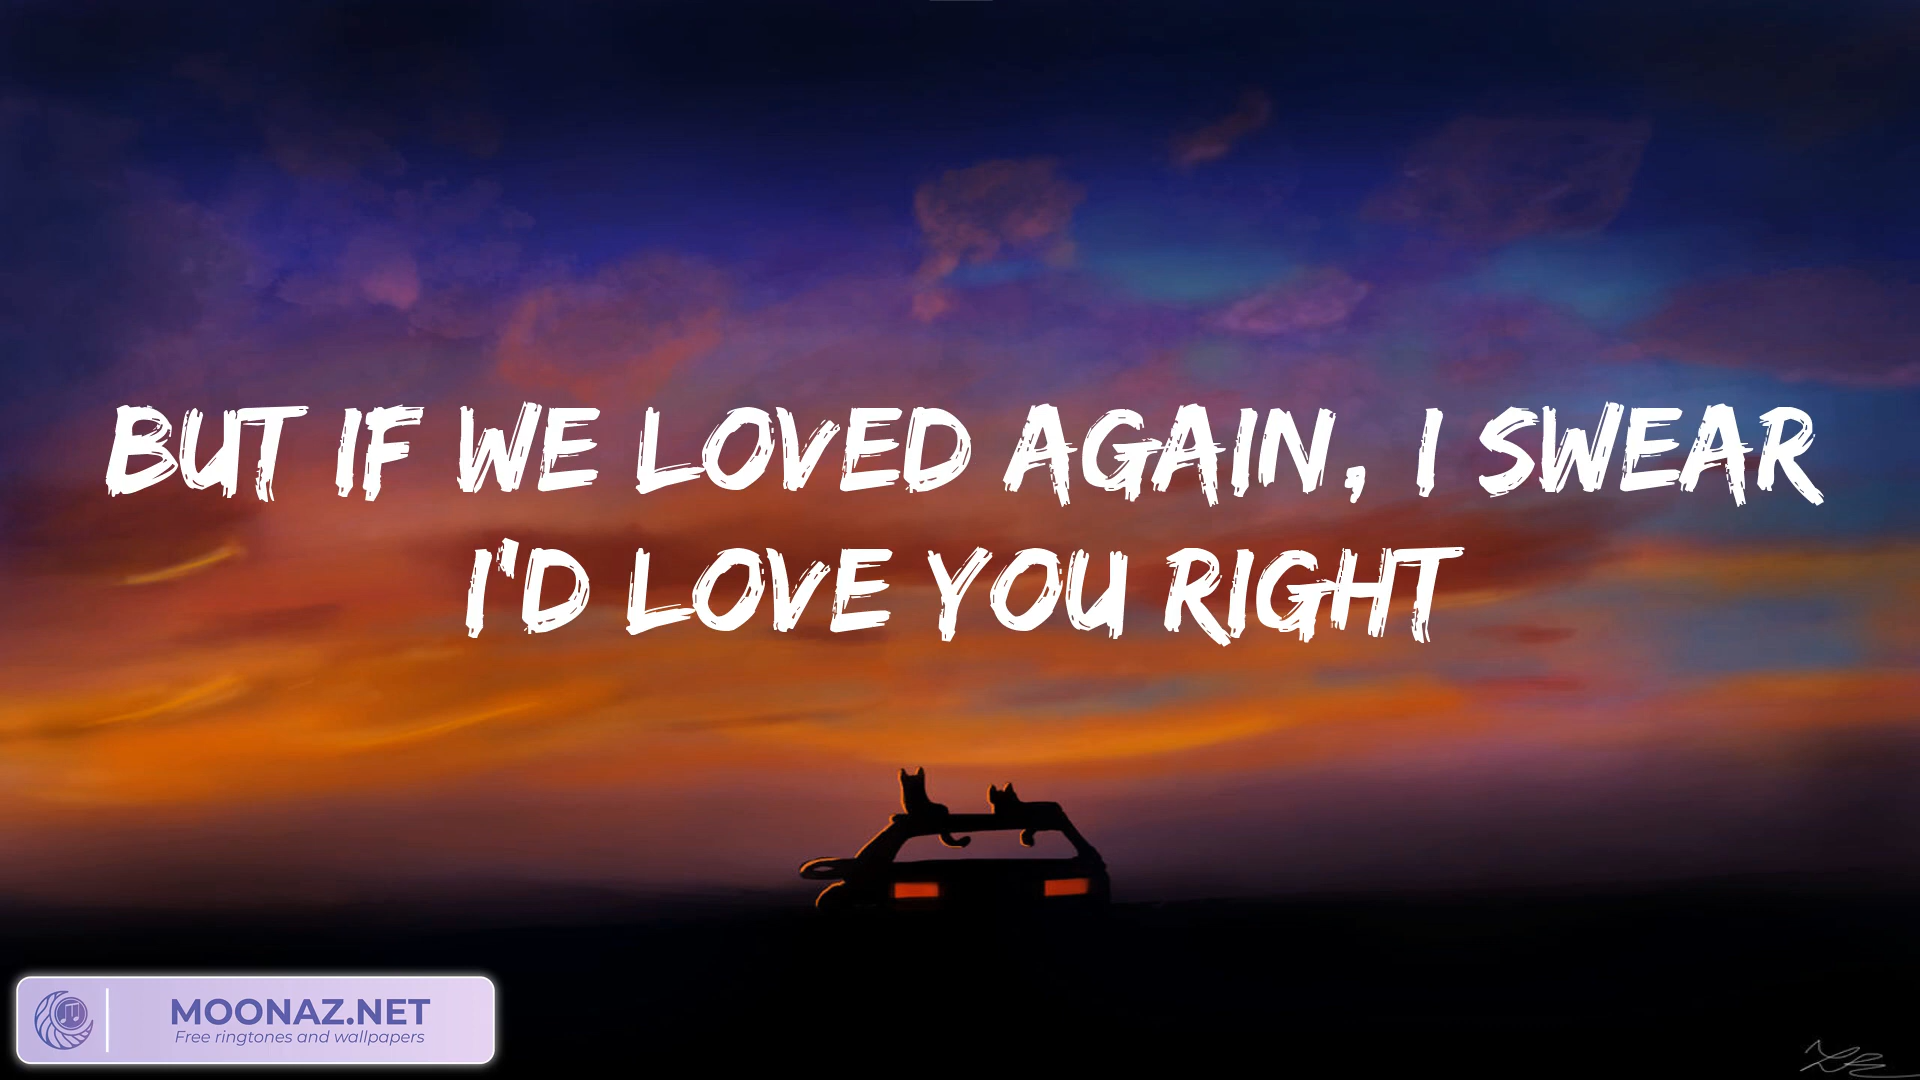 BUT IF WE LOVED AGAIN, I SWEAR
I'D LOVE YOU RIGHT
MOONAZ.NET
Free ringtones and wallpapers